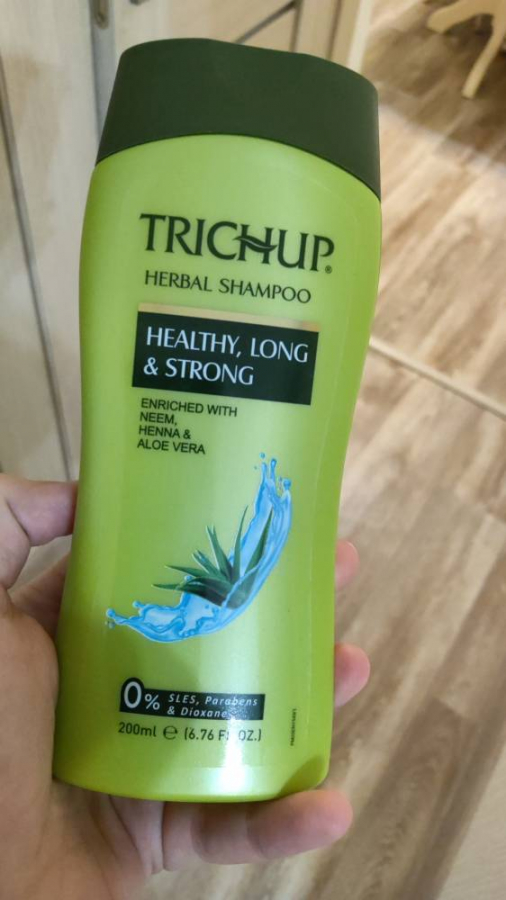 TRICHUP®
HERBAL SHAMPOO
HEALTHY, LONG
& STRONG
ENRICHED WITH
NEEM,
HENNA &
ALOE VERA
0% SLES, Parabens
& Dioxane
200ml ℮ (6.76 FL.OZ.)